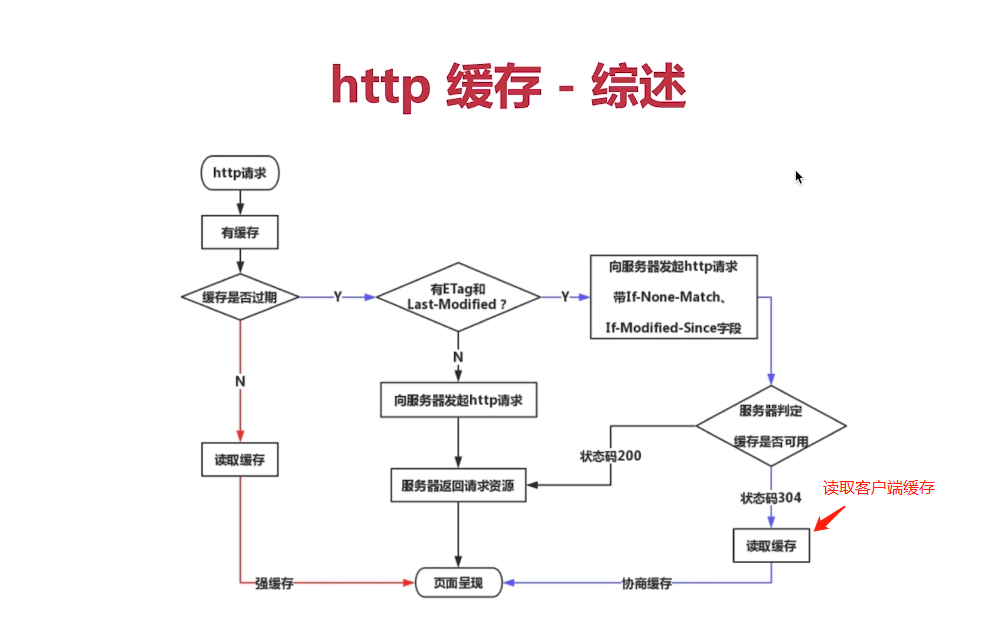 http 缓存 - 综述
http请求
有缓存
缓存是否过期
Y
有ETag和
Last-Modified ?
Y
向服务器发起http请求
带If-None-Match、
If-Modified-Since字段
N
N
向服务器发起http请求
服务器判定
缓存是否可用
状态码200
读取缓存
服务器返回请求资源
状态码304
读取客户端缓存
读取缓存
强缓存
页面呈现
协商缓存